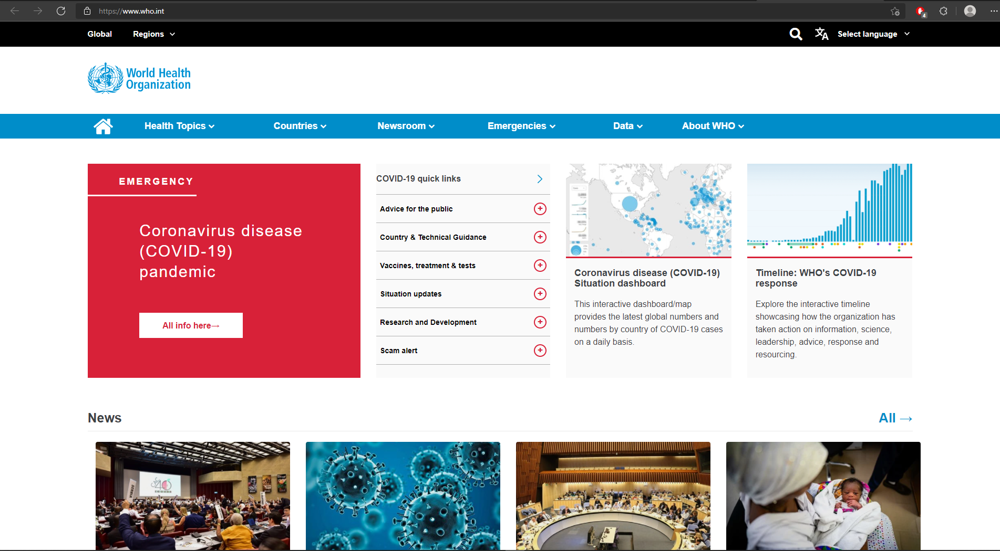 https://www.who.int
4
Global
Regions
Select language
World Health
Organization
Health Topics
Countries
Newsroom
Emergencies
Data
About WHO
EMERGENCY
Coronavirus disease
(COVID-19)
pandemic
All info here→
COVID-19 quick links
Advice for the public
Country & Technical Guidance
Vaccines, treatment & tests
Situation updates
Research and Development
Scam alert
Coronavirus disease (COVID-19)
Situation dashboard
This interactive dashboard/map
provides the latest global numbers and
numbers by country of COVID-19 cases
on a daily basis.
Timeline: WHO's COVID-19
response
Explore the interactive timeline
showcasing how the organization has
taken action on information, science,
leadership, advice, response and
resourcing.
News
All →
SERBIA